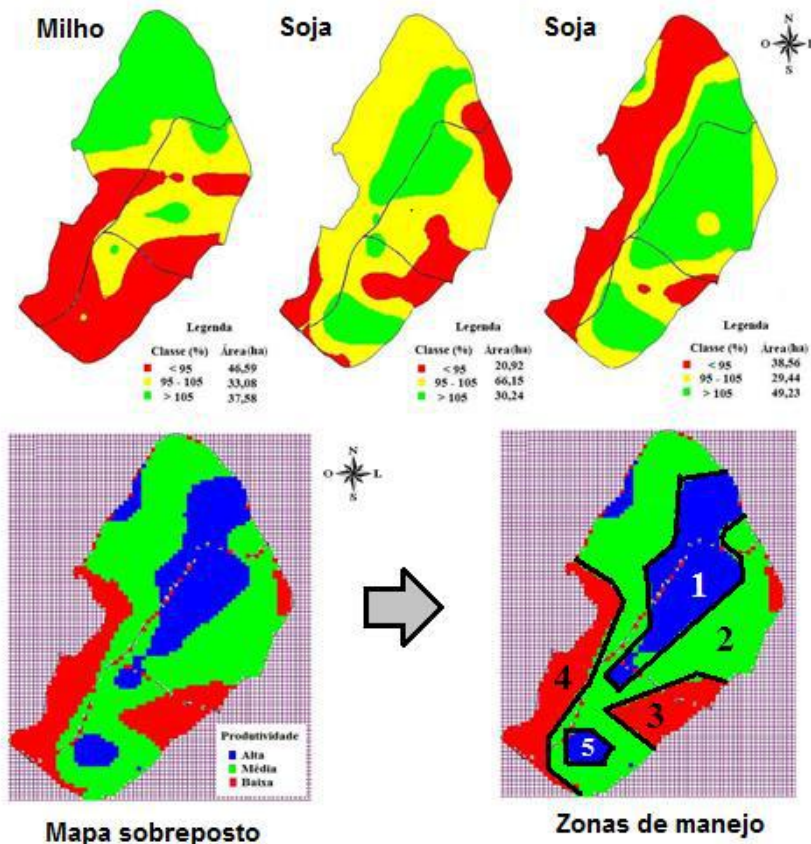 Milho
Soja
Soja
N
O L
S
Legenda
Classe (%) Área(ha)
< 95 46,59
95 - 105 33,08
> 105 37,58
Legenda
Classe (%) Área(ha)
< 95 20,92
95 - 105 66,15
> 105 30,24
Legenda
Classe (%) Área(ha)
< 95 38,56
95 - 105 29,44
> 105 49,23
N
O L
S
Produtividade
Alta
Média
Baixa
1
2
4
3
5
Mapa sobreposto
Zonas de manejo